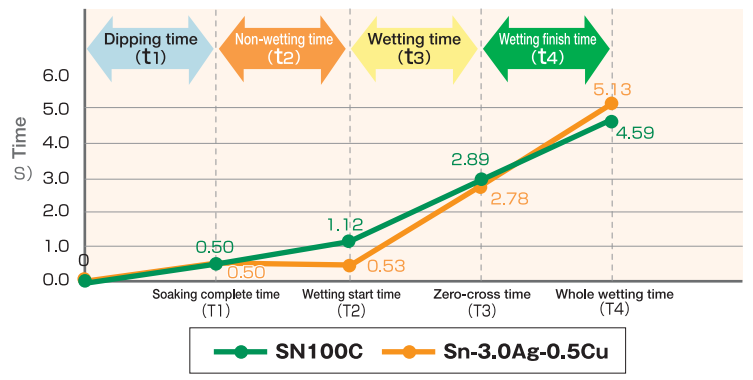 Dipping time
(t1)
Non-wetting time
(t2)
Wetting time
(t3)
Wetting finish time
(t4)
6.0
5.0
4.0
3.0
2.0
1.0
0.0
Time
S)
0
0.50
0.50
1.12
0.53
2.89
2.78
5.13
4.59
Soaking complete time
(T1)
Wetting start time
(T2)
Zero-cross time
(T3)
Whole wetting time
(T4)
SN100C
Sn-3.0Ag-0.5Cu